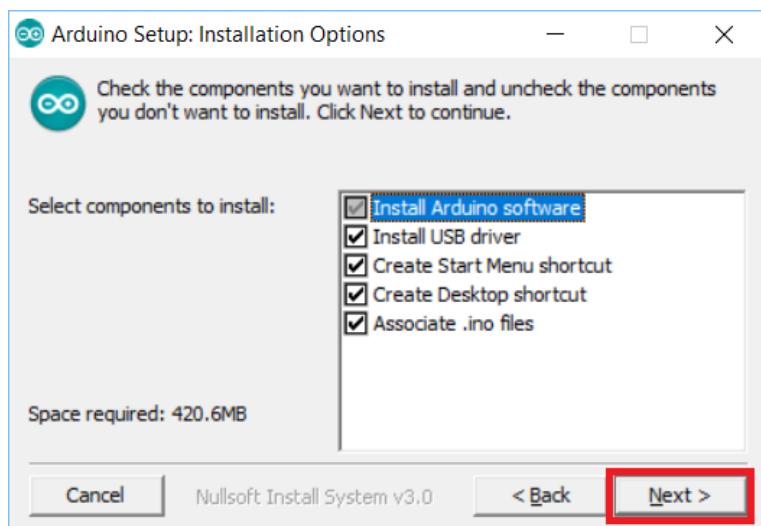 Arduino Setup: Installation Options
Check the components you want to install and uncheck the components
you don't want to install. Click Next to continue.
Select components to install:
Install Arduino software
Install USB driver
Create Start Menu shortcut
Create Desktop shortcut
Associate .ino files
Space required: 420.6MB
Cancel
Nullsoft Install System v3.0
< Back
Next >